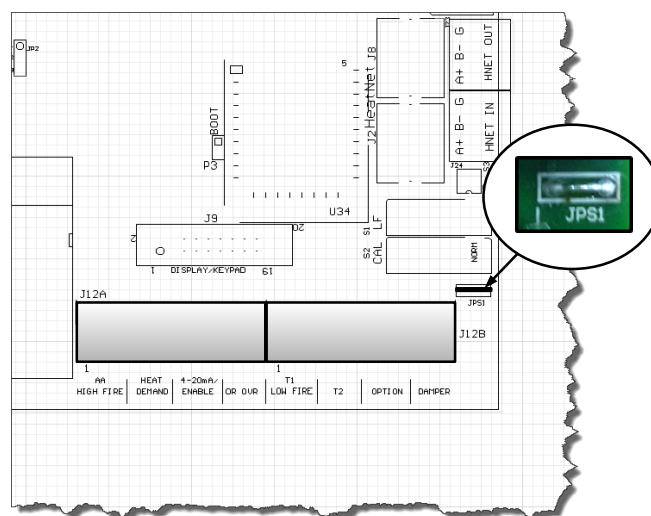 JP2
5
J8
A+ B- G
HNET OUT
HeatNet
BOOT
J2
A+ B- G
HNET IN
P3
J24
S3
U34
JPS1
J9
20
2
S1
LF
S2
CAL
NORM
1
DISPLAY/KEYPAD
19
J12A
JPS1
J12B
1
1
AA
HIGH FIRE
HEAT
DEMAND
4-20mA/
ENABLE
OR OVR
T1
LOW FIRE
T2
OPTION
DAMPER